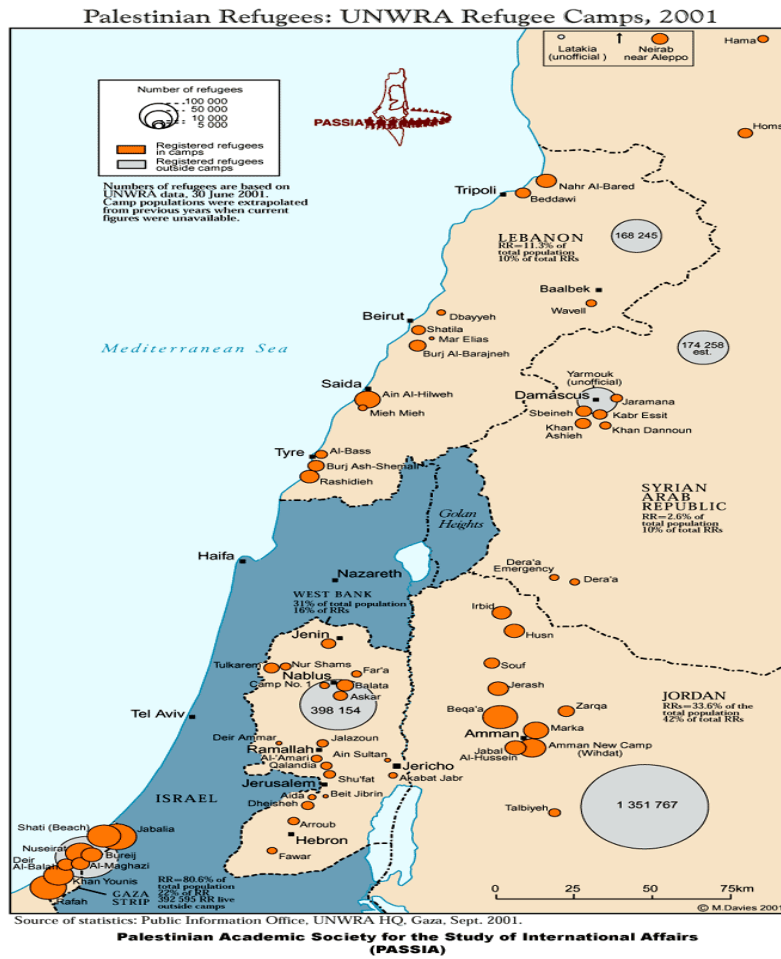 Palestinian Refugees: UNWRA Refugee Camps, 2001
Number of refugees
100 000
50 000
10 000
5 000
Registered refugees
in camps
Registered refugees
outside camps
Numbers of refugees are based on
UNWRA data, 30 June 2001.
Camp populations were extrapolated
from previous years when current
figures were unavailable.
PASSIA
Latakia
(unofficial )
Neirab
near Aleppo
Hama
Homs
Tripoli
Nahr Al-Bared
Beddawi
LEBANON
RR=11.3% of
total population
10% of total RRs
168 245
Baalbek
Wavell
Beirut
Dbayyeh
Shatila
Mar Elias
Burj Al-Barajneh
Mediterranean Sea
174 258
est.
Saida
Ain Al-Hilweh
Mieh Mieh
Yarmouk
(unofficial)
Damascus
Jaramana
Sbeineh
Kabr Essit
Khan
Ashieh
Khan Dannoun
Tyre
Al-Bass
Burj Ash-Shemali
Rashidieh
SYRIAN
ARAB
REPUBLIC
RR=2.6% of
total population
10% of total RRs
Golan
Heights
Haifa
Nazareth
Dera'a
Emergency
Dera'a
WEST BANK
31% of total population
16% of RRs
Irbid
Husn
Jenin
Tulkarem
Nur Shams
Far'a
Nablus
Camp No. 1
Balata
Askar
398 154
Souf
Jerash
JORDAN
RRs=33.6% of the
total population
42% of total RRs
Beqa'a
Zarqa
Marka
Amman
Jabal
Al-Hussein
Amman New Camp
(Wihdat)
Tel Aviv
Deir Ammar
Jalazoun
Ramallah
Al-'Amari
Ain Sultan
Qalandia
Jericho
Shu'fat
Akabat Jabr
Jerusalem
Aida
Beit Jibrin
Dheisheh
ISRAEL
Arroub
Hebron
Fawar
Talbiyeh
1 351 767
Shati (Beach)
Jabalia
Nuseirat
Bureij
Deir
Al-Balah
Al-Maghazi
Khan Younis
Rafah
GAZA
STRIP
RR=80.6% of
total population
22% of RR
392 595 RR live
outside camps
0 25 50 75km
© M.Davies 2001
Source of statistics: Public Information Office, UNWRA HQ, Gaza, Sept. 2001.
Palestinian Academic Society for the Study of International Affairs
(PASSIA)